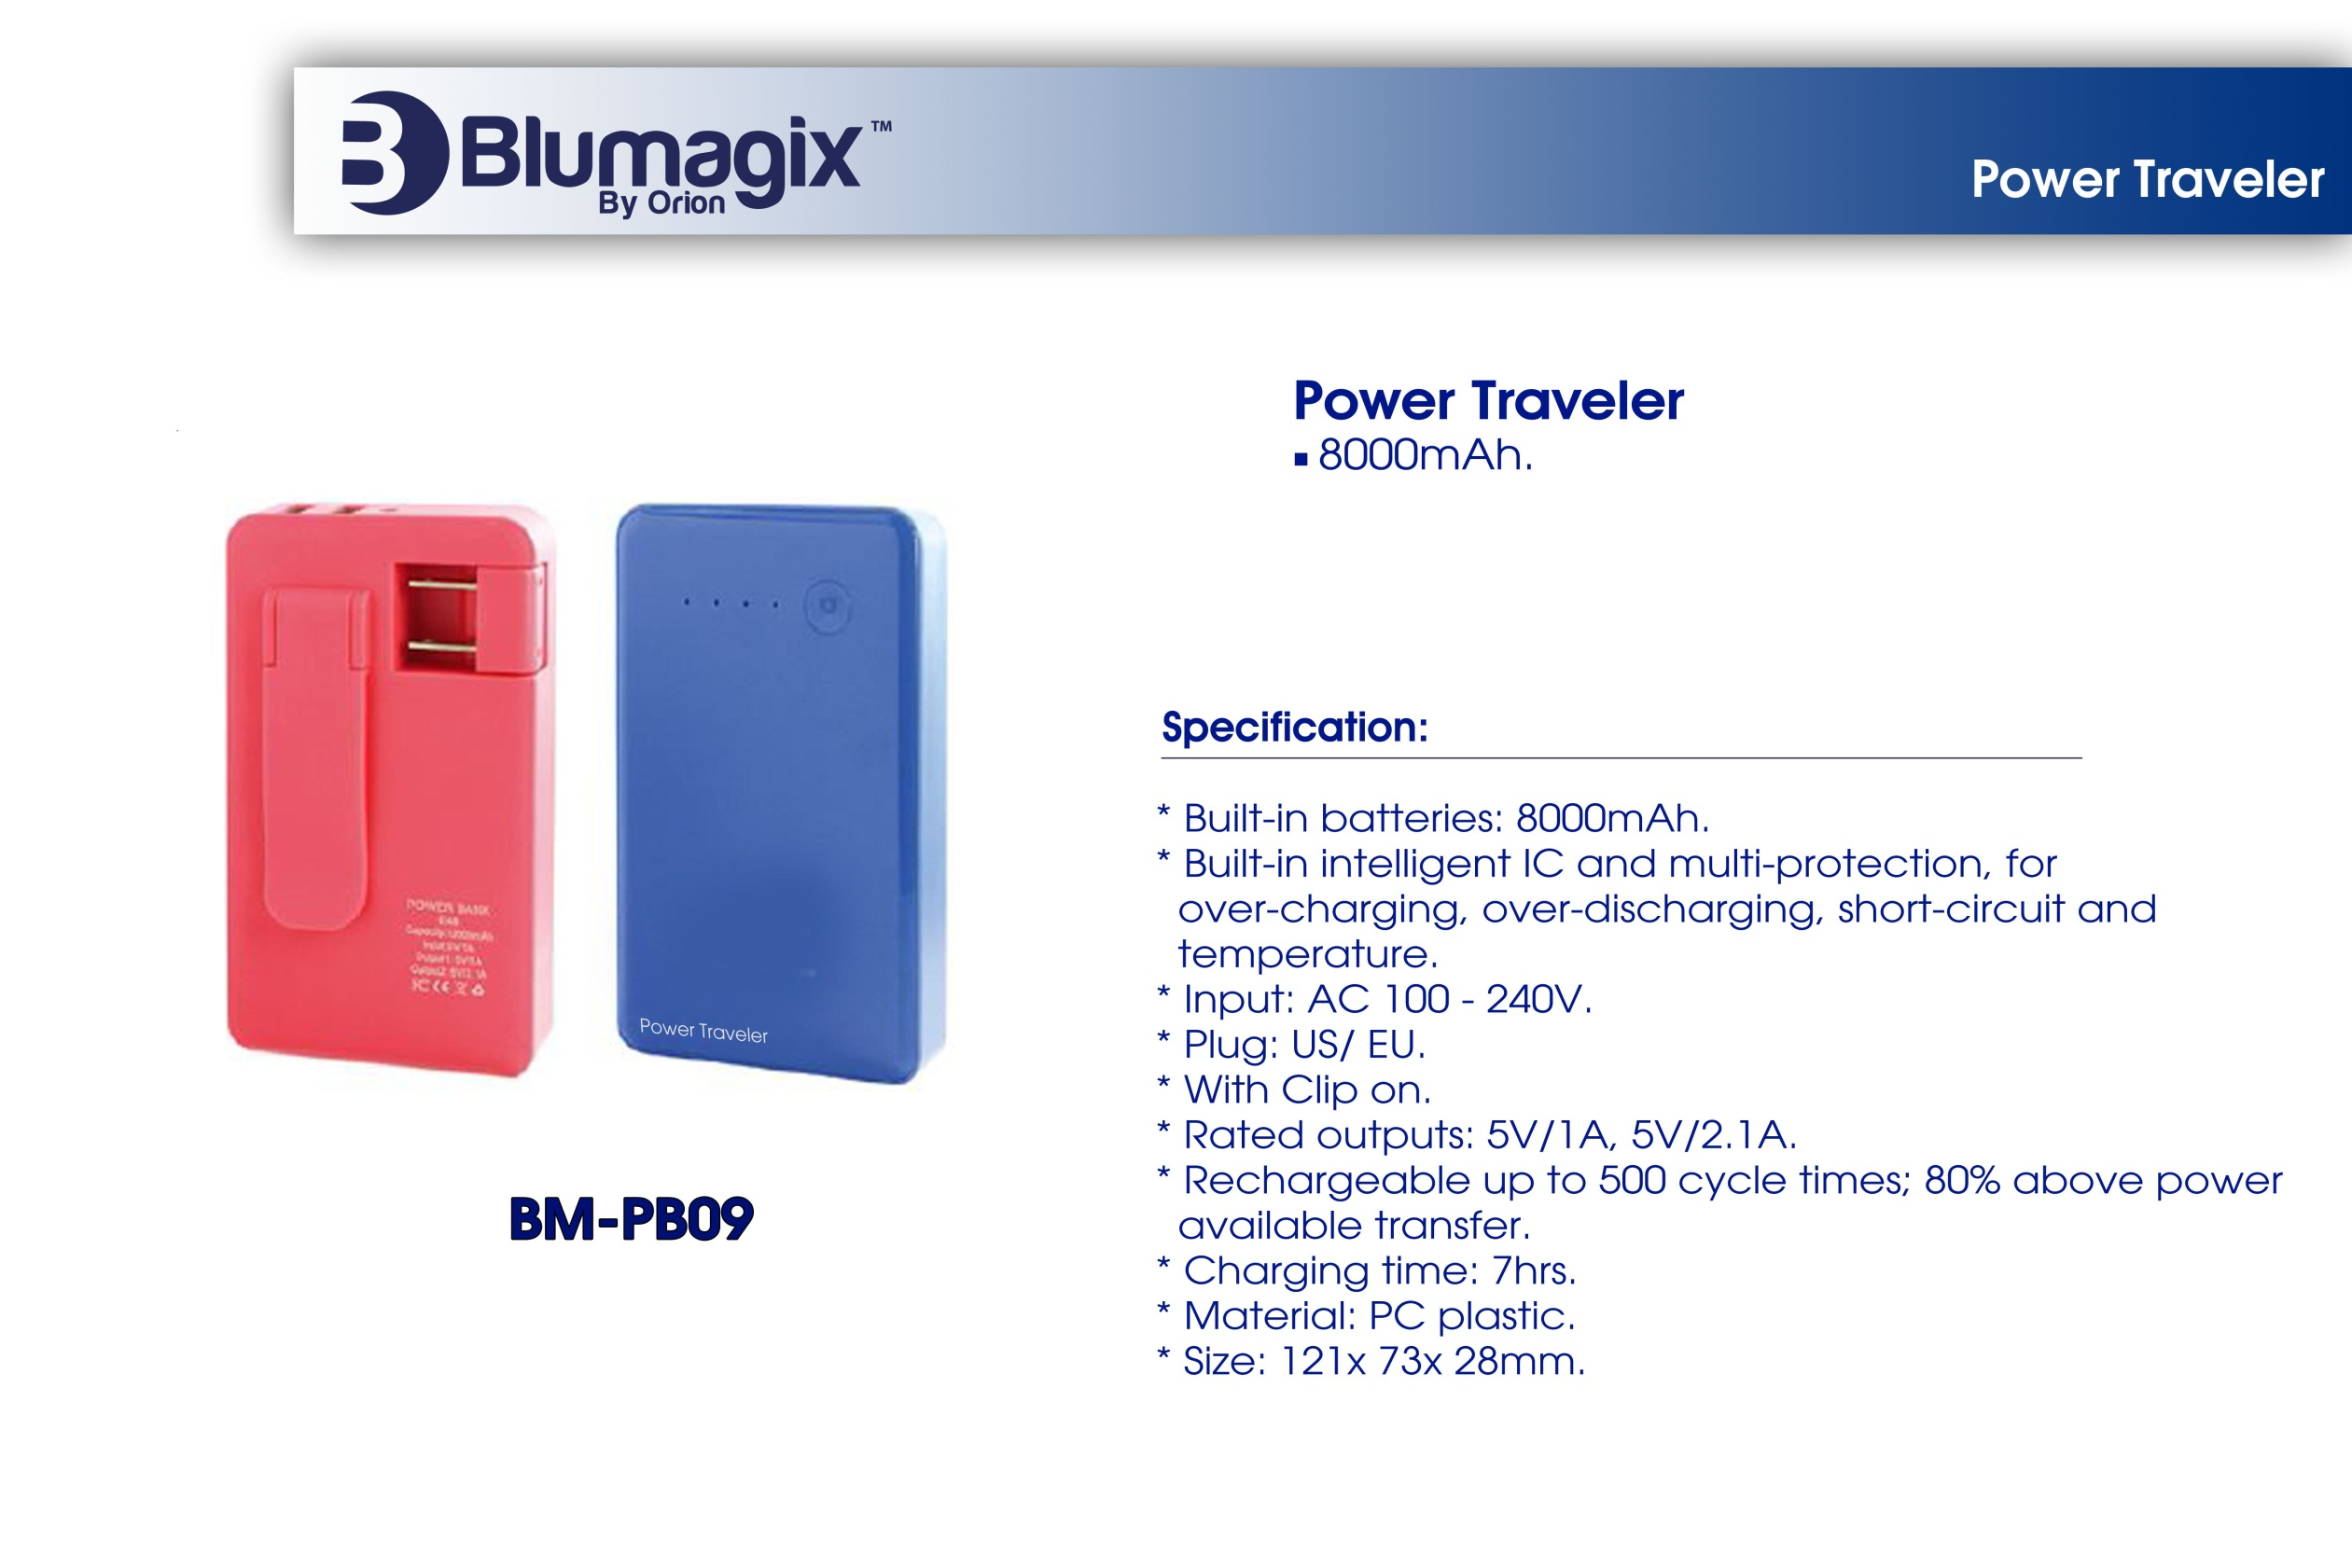 Blumagix™
By Orion
Power Traveler
Power Traveler
▪ 8000mAh.
Specification:
* Built-in batteries: 8000mAh.
* Built-in intelligent IC and multi-protection, for
over-charging, over-discharging, short-circuit and
temperature.
* Input: AC 100 - 240V.
* Plug: US/ EU.
* With Clip on.
* Rated outputs: 5V/1A, 5V/2.1A.
* Rechargeable up to 500 cycle times; 80% above power
available transfer.
* Charging time: 7hrs.
* Material: PC plastic.
* Size: 121x 73x 28mm.
POWER BANK
Power Traveler
BM-PB09